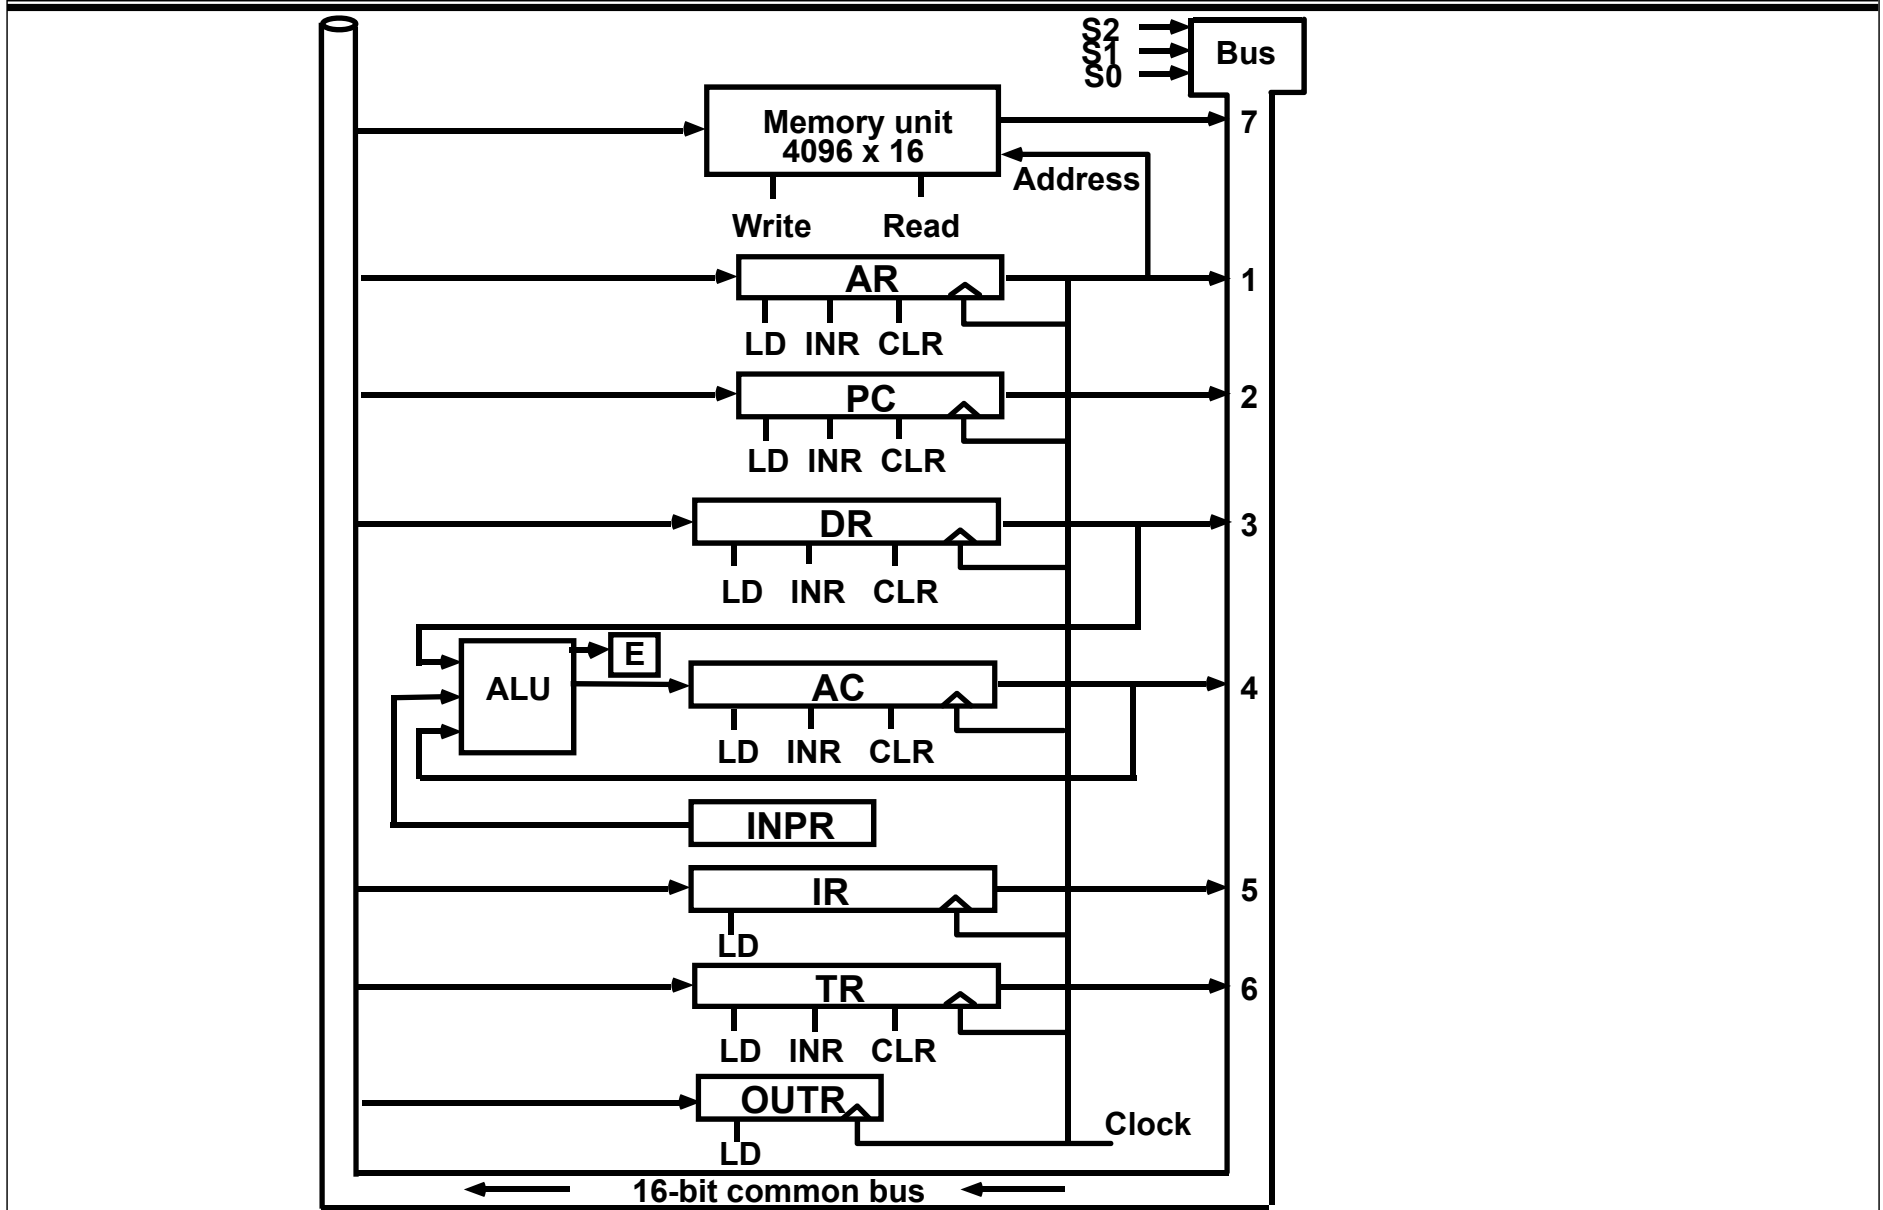 S2
S1
S0
Bus
Memory unit
4096 x 16
7
Address
Write Read
AR
1
LD INR CLR
PC
2
LD INR CLR
DR
3
LD INR CLR
E
ALU
AC
4
LD INR CLR
INPR
IR
5
LD
TR
6
LD INR CLR
OUTR
Clock
LD
16-bit common bus